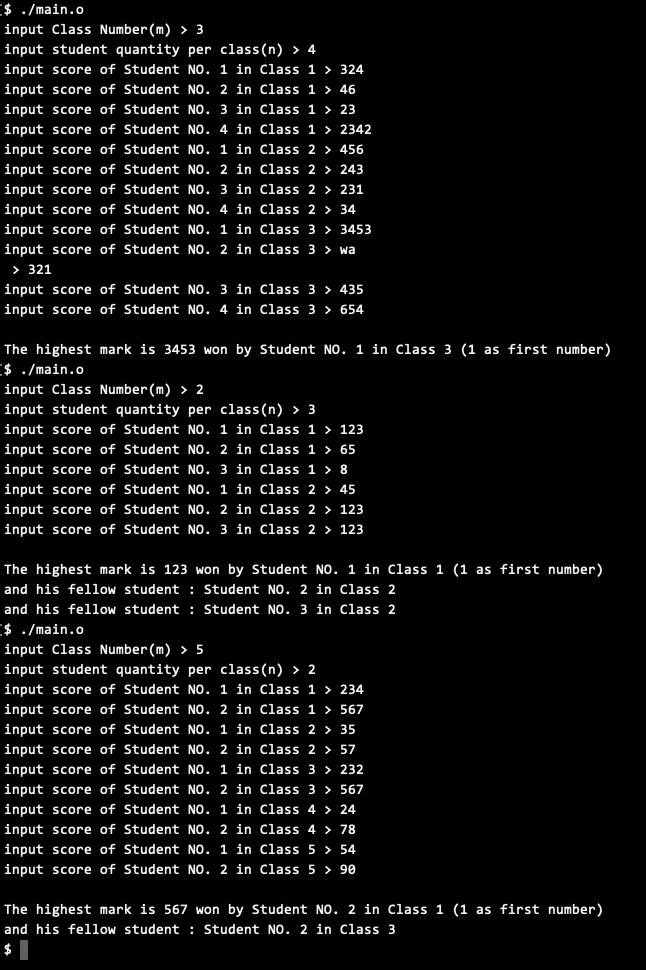 [$ ./main.o
input Class Number(m) > 3
input student quantity per class(n) > 4
input score of Student NO. 1 in Class 1 > 324
input score of Student NO. 2 in Class 1 > 46
input score of Student NO. 3 in Class 1 > 23
input score of Student NO. 4 in Class 1 > 2342
input score of Student NO. 1 in Class 2 > 456
input score of Student NO. 2 in Class 2 > 243
input score of Student NO. 3 in Class 2 > 231
input score of Student NO. 4 in Class 2 > 34
input score of Student NO. 1 in Class 3 > 3453
input score of Student NO. 2 in Class 3 > wa
 > 321
input score of Student NO. 3 in Class 3 > 435
input score of Student NO. 4 in Class 3 > 654

The highest mark is 3453 won by Student NO. 1 in Class 3 (1 as first number)
[$ ./main.o
input Class Number(m) > 2
input student quantity per class(n) > 3
input score of Student NO. 1 in Class 1 > 123
input score of Student NO. 2 in Class 1 > 65
input score of Student NO. 3 in Class 1 > 8
input score of Student NO. 1 in Class 2 > 45
input score of Student NO. 2 in Class 2 > 123
input score of Student NO. 3 in Class 2 > 123

The highest mark is 123 won by Student NO. 1 in Class 1 (1 as first number)
and his fellow student : Student NO. 2 in Class 2
and his fellow student : Student NO. 3 in Class 2
[$ ./main.o
input Class Number(m) > 5
input student quantity per class(n) > 2
input score of Student NO. 1 in Class 1 > 234
input score of Student NO. 2 in Class 1 > 567
input score of Student NO. 1 in Class 2 > 35
input score of Student NO. 2 in Class 2 > 57
input score of Student NO. 1 in Class 3 > 232
input score of Student NO. 2 in Class 3 > 567
input score of Student NO. 1 in Class 4 > 24
input score of Student NO. 2 in Class 4 > 78
input score of Student NO. 1 in Class 5 > 54
input score of Student NO. 2 in Class 5 > 90

The highest mark is 567 won by Student NO. 2 in Class 1 (1 as first number)
and his fellow student : Student NO. 2 in Class 3
$